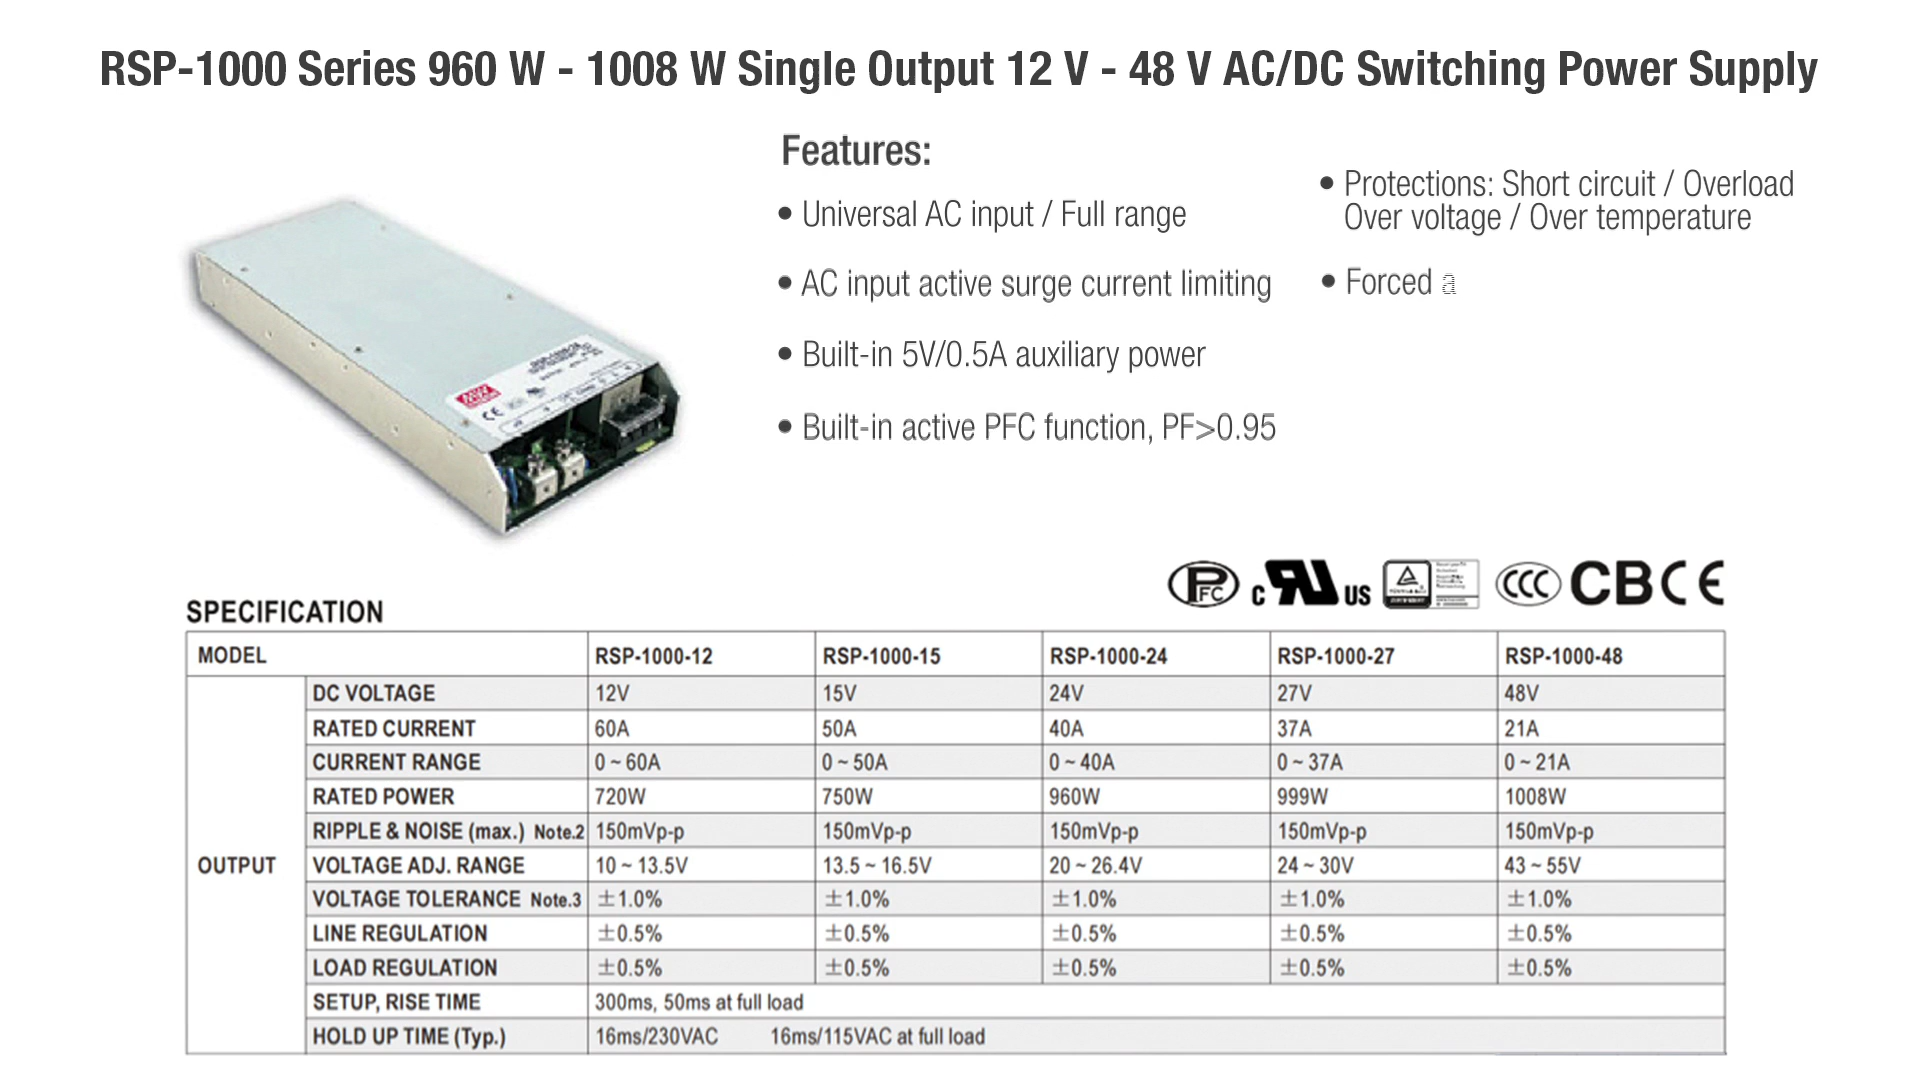 RSP-1000 Series 960 W - 1008 W Single Output 12 V - 48 V AC/DC Switching Power Supply
Features:
• Universal AC input / Full range
• AC input active surge current limiting
• Built-in 5V/0.5A auxiliary power
• Built-in active PFC function, PF>0.95
• Protections: Short circuit / Overload
Over voltage / Over temperature
• Forced a
RSP-1000-24
MW
CE
PFC
c RU US
CCC
CB
CE
SPECIFICATION
MODEL RSP-1000-12 RSP-1000-15 RSP-1000-24 RSP-1000-27 RSP-1000-48
OUTPUT
DC VOLTAGE 12V 15V 24V 27V 48V
RATED CURRENT 60A 50A 40A 37A 21A
CURRENT RANGE 0 ~ 60A 0 ~ 50A 0 ~ 40A 0 ~ 37A 0 ~ 21A
RATED POWER 720W 750W 960W 999W 1008W
RIPPLE & NOISE (max.) Note.2 150mVp-p 150mVp-p 150mVp-p 150mVp-p 150mVp-p
VOLTAGE ADJ. RANGE 10 ~ 13.5V 13.5 ~ 16.5V 20 ~ 26.4V 24 ~ 30V 43 ~ 55V
VOLTAGE TOLERANCE Note.3 ±1.0% ±1.0% ±1.0% ±1.0% ±1.0%
LINE REGULATION ±0.5% ±0.5% ±0.5% ±0.5% ±0.5%
LOAD REGULATION ±0.5% ±0.5% ±0.5% ±0.5% ±0.5%
SETUP, RISE TIME 300ms, 50ms at full load
HOLD UP TIME (Typ.) 16ms/230VAC 16ms/115VAC at full load